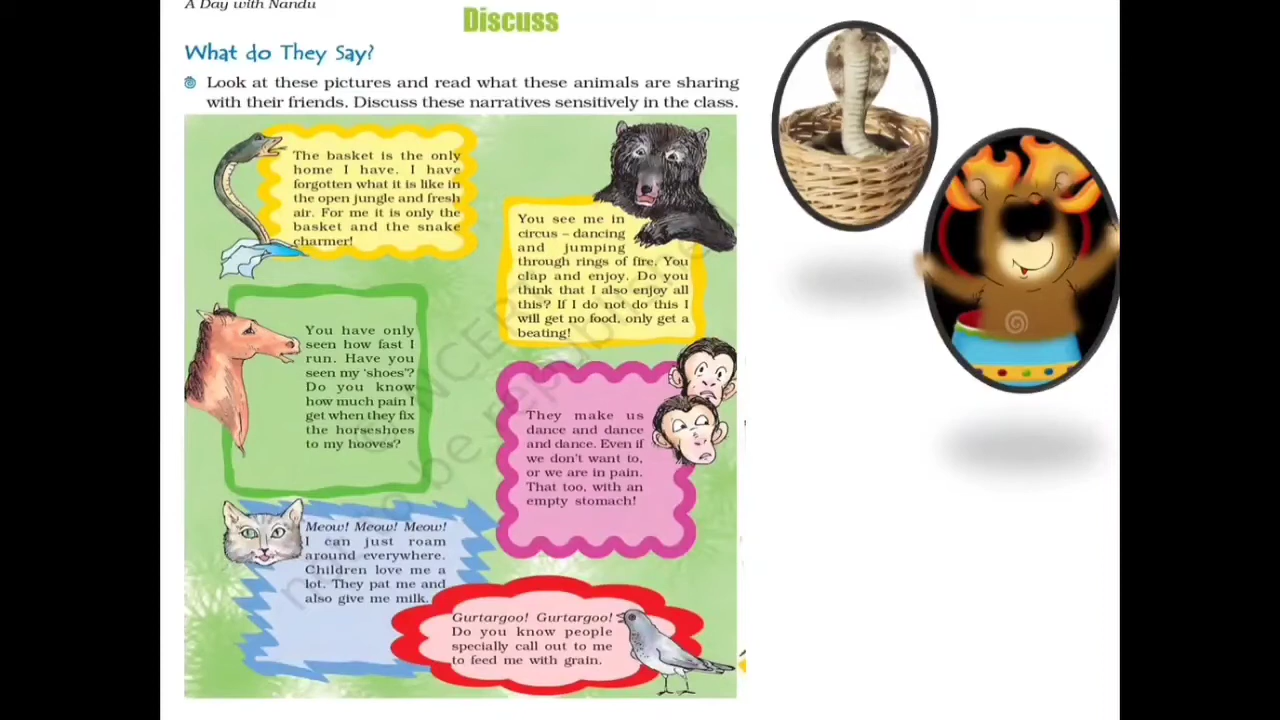 A Day with Nandu
Discuss
What do They Say?
Look at these pictures and read what these animals are sharing
with their friends. Discuss these narratives sensitively in the class.
The basket is the only
home I have. I have
forgotten what it is like in
the open jungle and fresh
air. For me it is only the
basket and the snake
charmer!
You see me in
circus – dancing
and jumping
through rings of fire. You
clap and enjoy. Do you
think that I also enjoy all
this? If I do not do this I
will get no food, only get a
beating!
You have only
seen how fast I
run. Have you
seen my 'shoes'?
Do you know
how much pain I
get when they fix
the horseshoes
to my hooves?
They make us
dance and dance
and dance. Even if
we don't want to,
or we are in pain.
That too, with an
empty stomach!
Meow! Meow! Meow!
I can just roam
around everywhere.
Children love me a
lot. They pat me and
also give me milk.
Gurtargoo! Gurtargoo!
Do you know people
specially call out to me
to feed me with grain.